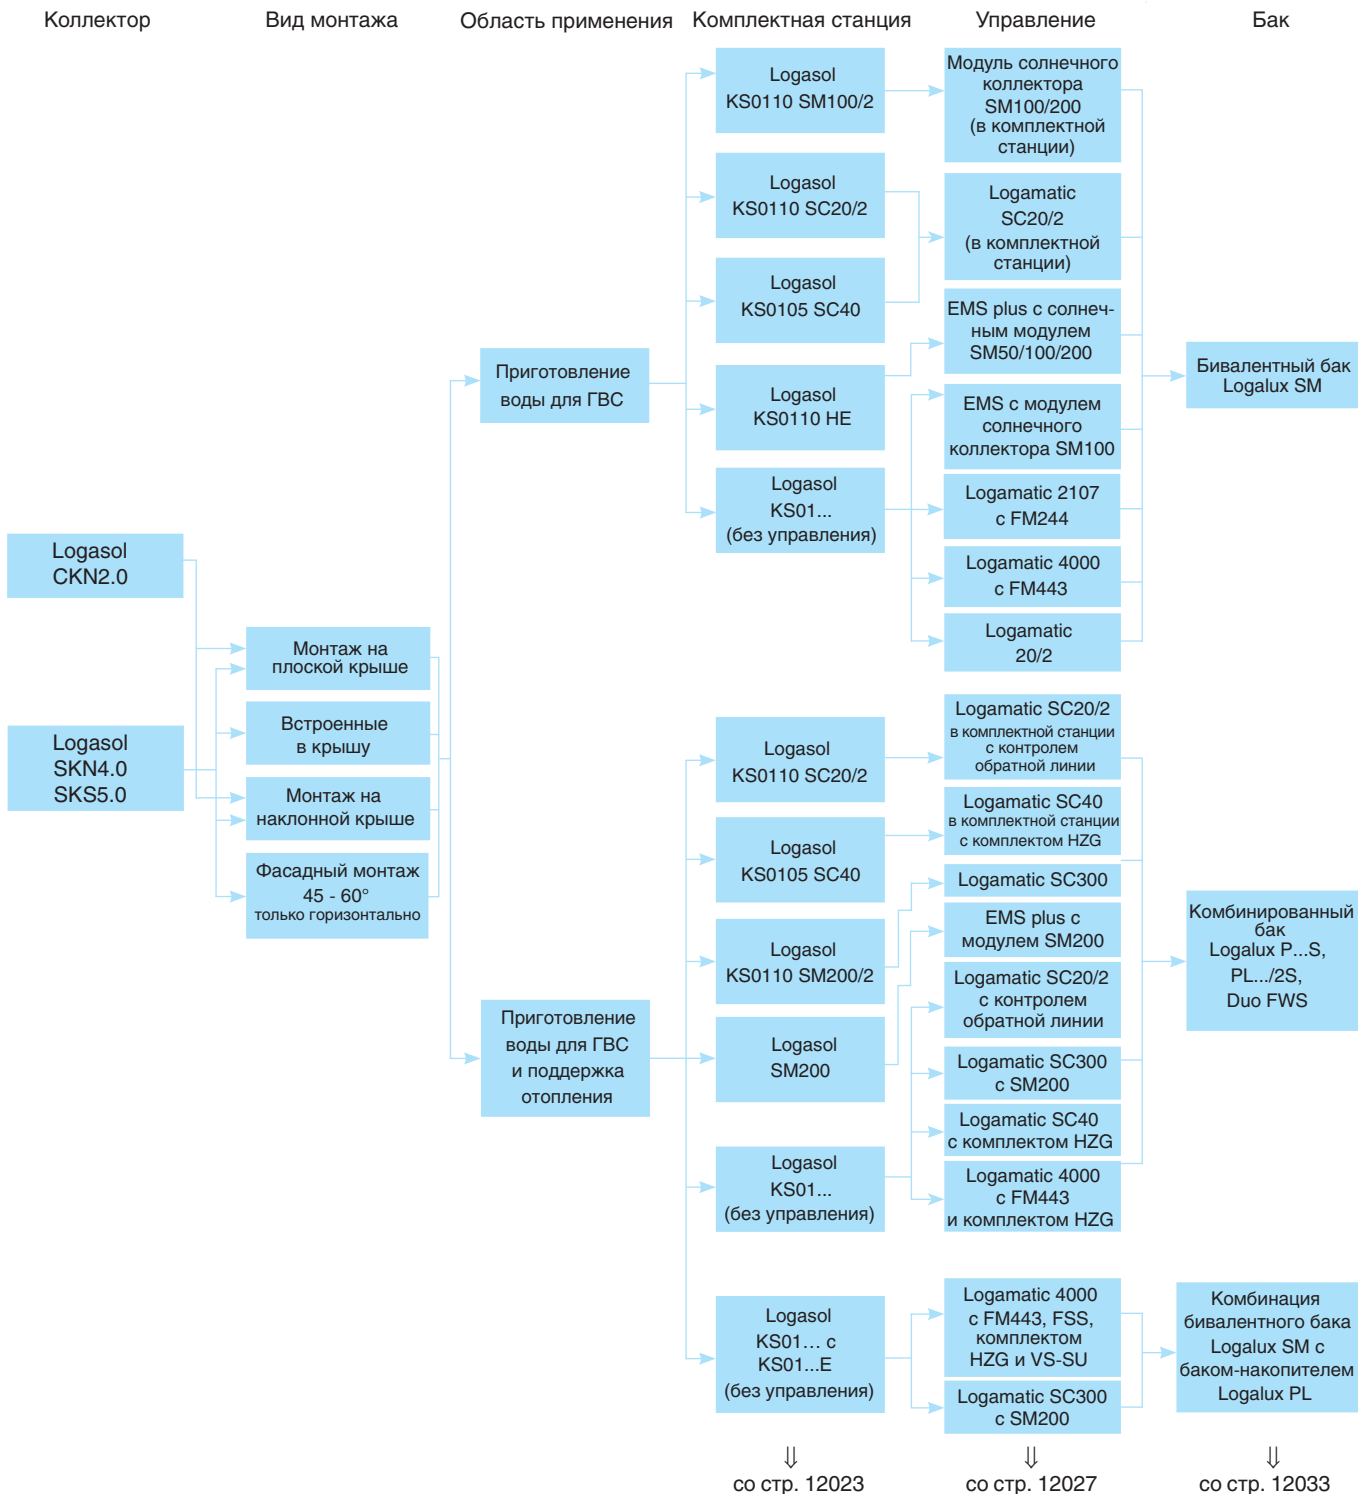 Коллектор
Вид монтажа
Область применения
Комплектная станция
Управление
Бак
Logasol
CKN2.0
Logasol
SKN4.0
SKS5.0
Монтаж на
плоской крыше
Встроенные
в крышу
Монтаж на
наклонной крыше
Фасадный монтаж
45 - 60°
только горизонтально
Приготовление
воды для ГВС
Приготовление
воды для ГВС
и поддержка
отопления
Logasol
KS0110 SM100/2
Logasol
KS0110 SC20/2
Logasol
KS0105 SC40
Logasol
KS0110 HE
Logasol
KS01...
(без управления)
Logasol
KS0110 SC20/2
Logasol
KS0105 SC40
Logasol
KS0110 SM200/2
Logasol
SM200
Logasol
KS01...
(без управления)
Logasol
KS01... с
KS01...E
(без управления)
Модуль солнечного
коллектора
SM100/200
(в комплектной
станции)
Logamatic
SC20/2
(в комплектной
станции)
EMS plus с солнеч-
ным модулем
SM50/100/200
EMS с модулем
солнечного
коллектора SM100
Logamatic 2107
с FM244
Logamatic 4000
с FM443
Logamatic
20/2
Logamatic SC20/2
в комплектной станции
с контролем
обратной линии
Logamatic SC40
в комплектной станции
с комплектом HZG
Logamatic SC300
EMS plus с
модулем SM200
Logamatic SC20/2
с контролем
обратной линии
Logamatic SC300
с SM200
Logamatic SC40
с комплектом HZG
Logamatic 4000
с FM443
и комплектом HZG
Logamatic 4000
с FM443, FSS,
комплектом
HZG и VS-SU
Logamatic SC300
с SM200
Бивалентный бак
Logalux SM
Комбинированный
бак
Logalux P...S,
PL.../2S,
Duo FWS
Комбинация
бивалентного бака
Logalux SM с
баком-накопителем
Logalux PL
⇓
со стр. 12023
⇓
со стр. 12027
⇓
со стр. 12033